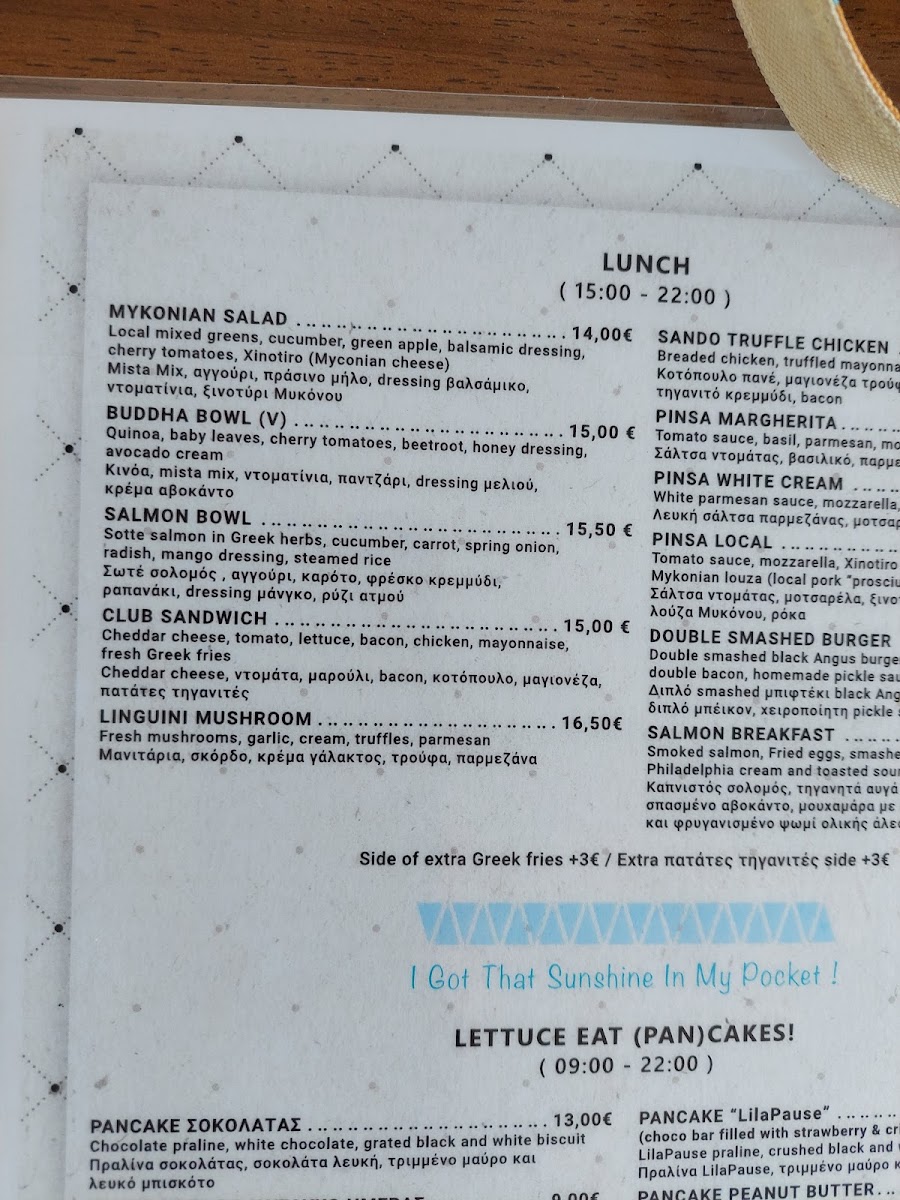 LUNCH
( 15:00 - 22:00 )
MYKONIAN SALAD ........................ 14,00€
Local mixed greens, cucumber, green apple, balsamic dressing,
cherry tomatoes, Xinotiro (Myconian cheese)
Mista Mix, αγγούρι, πράσινο μήλο, dressing βαλσάμικο,
ντοματίνια, ξινοτύρι Μυκόνου
BUDDHA BOWL (V) ........................ 15,00 €
Quinoa, baby leaves, cherry tomatoes, beetroot, honey dressing,
avocado cream
Κινόα, mista mix, ντοματίνια, παντζάρι, dressing μελιού,
κρέμα αβοκάντο
SALMON BOWL ........................ 15,50 €
Sotte salmon in Greek herbs, cucumber, carrot, spring onion,
radish, mango dressing, steamed rice
Σωτέ σολομός , αγγούρι, καρότο, φρέσκο κρεμμύδι,
ραπανάκι, dressing μάνγκο, ρύζι ατμού
CLUB SANDWICH ........................ 15,00 €
Cheddar cheese, tomato, lettuce, bacon, chicken, mayonnaise,
fresh Greek fries
Cheddar cheese, ντομάτα, μαρούλι, bacon, κοτόπουλο, μαγιονέζα,
πατάτες τηγανιτές
LINGUINI MUSHROOM ........................ 16,50€
Fresh mushrooms, garlic, cream, truffles, parmesan
Μανιτάρια, σκόρδο, κρέμα γάλακτος, τρούφα, παρμεζάνα
SANDO TRUFFLE CHICKEN
Breaded chicken, truffled
Κοτόπουλο πανέ, μαγιονέζα
τηγανιτό κρεμμύδι, bacon
PINSA MARGHERITA ....
Tomato sauce, basil, parmesan,
Σάλτσα ντομάτας, βασιλικό,
PINSA WHITE CREAM ....
White parmesan sauce, mozzarella,
Λευκή σάλτσα παρμεζάνας,
PINSA LOCAL ........
Tomato sauce, mozzarella, Xinotiro
Mykonian louza (local pork
Σάλτσα ντομάτας, μοτσαρέλα,
λούζα Μυκόνου, ρόκα
DOUBLE SMASHED BURGER
Double smashed black Angus
double bacon, homemade pickle
Διπλό smashed μπιφτέκι black
διπλό μπέικον, χειροποίητη pickle
SALMON BREAKFAST ....
Smoked salmon, Fried eggs,
Philadelphia cream and toasted
Καπνιστός σολομός, τηγανητά αυγά
σπασμένο αβοκάντο, μουχαμάρα με
και φρυγανισμένο ψωμί ολικής
Side of extra Greek fries +3€ / Extra πατάτες τηγανιτές side +3€
I Got That Sunshine In My Pocket !
LETTUCE EAT (PAN)CAKES!
( 09:00 - 22:00 )
PANCAKE ΣΟΚΟΛΑΤΑΣ ........................ 13,00€
Chocolate praline, white chocolate, grated black and white biscuit
Πραλίνα σοκολάτας, σοκολάτα λευκή, τριμμένο μαύρο και
λευκό μπισκότο
PANCAKE “LilaPause” ......
(choco bar filled with strawberry &
LilaPause praline, crushed black and
Πραλίνα LilaPause, τριμμένο μαύρο
PANCAKE PEANUT BUTTER...